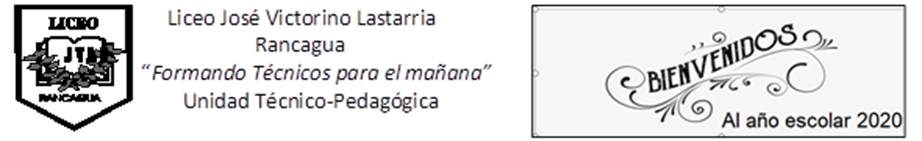 LICEO
JVL
RANCAGUA
Liceo José Victorino Lastarria
Rancagua
“Formando Técnicos para el mañana”
Unidad Técnico-Pedagógica
BIENVENIDOS
Al año escolar 2020